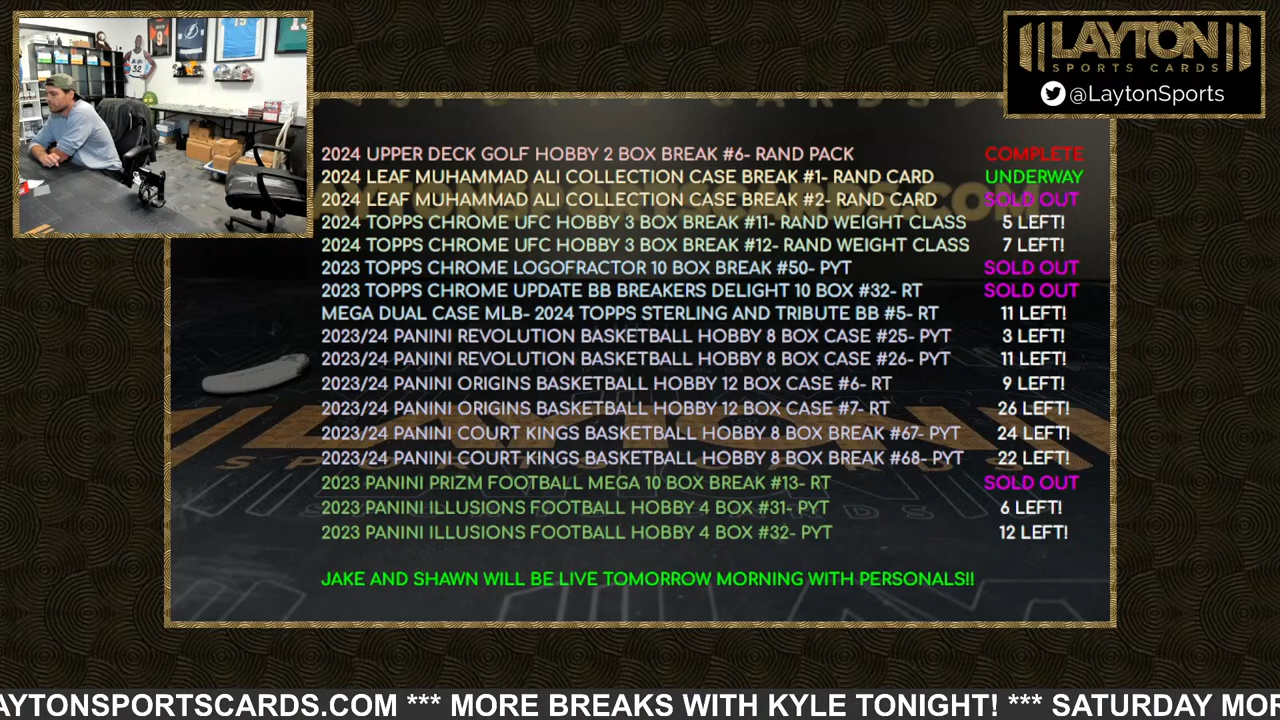 LAYTON
SPORTS CARDS
@LaytonSports
2024 UPPER DECK GOLF HOBBY 2 BOX BREAK #6- RAND PACK COMPLETE
2024 LEAF MUHAMMAD ALI COLLECTION CASE BREAK #1- RAND CARD UNDERWAY
2024 LEAF MUHAMMAD ALI COLLECTION CASE BREAK #2- RAND CARD SOLD OUT
2024 TOPPS CHROME UFC HOBBY 3 BOX BREAK #11- RAND WEIGHT CLASS 5 LEFT!
2024 TOPPS CHROME UFC HOBBY 3 BOX BREAK #12- RAND WEIGHT CLASS 7 LEFT!
2023 TOPPS CHROME LOGOFRACTOR 10 BOX BREAK #50- PYT SOLD OUT
2023 TOPPS CHROME UPDATE BB BREAKERS DELIGHT 10 BOX #32- RT SOLD OUT
MEGA DUAL CASE MLB- 2024 TOPPS STERLING AND TRIBUTE BB #5- RT 11 LEFT!
2023/24 PANINI REVOLUTION BASKETBALL HOBBY 8 BOX CASE #25- PYT 3 LEFT!
2023/24 PANINI REVOLUTION BASKETBALL HOBBY 8 BOX CASE #26- PYT 11 LEFT!
2023/24 PANINI ORIGINS BASKETBALL HOBBY 12 BOX CASE #6- RT 9 LEFT!
2023/24 PANINI ORIGINS BASKETBALL HOBBY 12 BOX CASE #7- RT 26 LEFT!
2023/24 PANINI COURT KINGS BASKETBALL HOBBY 8 BOX BREAK #67- PYT 24 LEFT!
2023/24 PANINI COURT KINGS BASKETBALL HOBBY 8 BOX BREAK #68- PYT 22 LEFT!
2023 PANINI PRIZM FOOTBALL MEGA 10 BOX BREAK #13- RT SOLD OUT
2023 PANINI ILLUSIONS FOOTBALL HOBBY 4 BOX #31- PYT 6 LEFT!
2023 PANINI ILLUSIONS FOOTBALL HOBBY 4 BOX #32- PYT 12 LEFT!
JAKE AND SHAWN WILL BE LIVE TOMORROW MORNING WITH PERSONALS!!
AYTONSPORTSCARDS.COM *** MORE BREAKS WITH KYLE TONIGHT! *** SATURDAY MOR